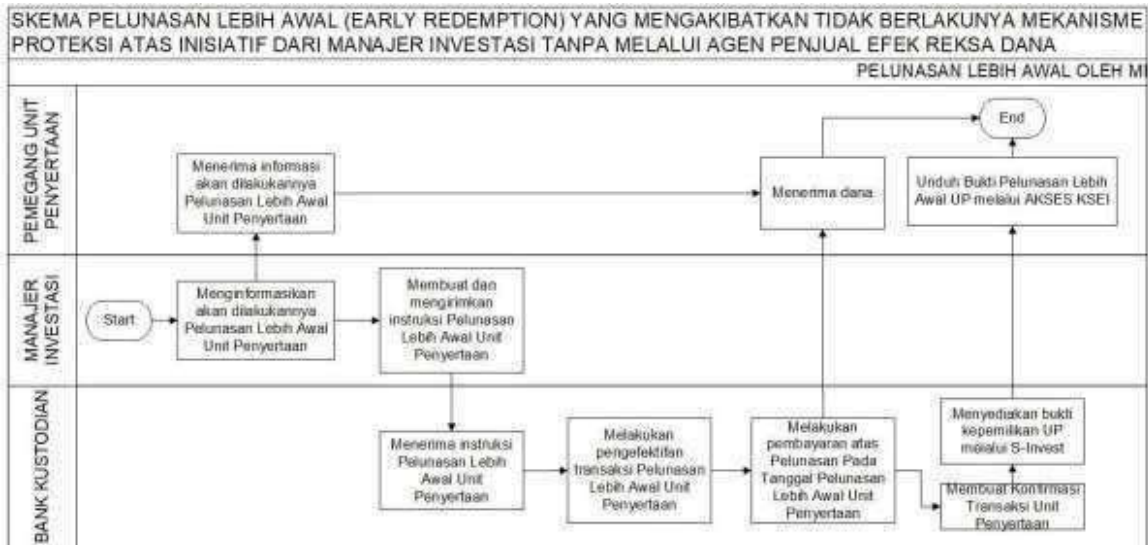 SKEMA PELUNASAN LEBIH AWAL (EARLY REDEMPTION) YANG MENGAKIBATKAN TIDAK BERLAKUNYA MEKANISME
PROTEKSI ATAS INISIATIF DARI MANAJER INVESTASI TANPA MELALUI AGEN PENJUAL EFEK REKSA DANA
PELUNASAN LEBIH AWAL OLEH MI
PEMEGANG UNIT
PENYERTAAN
End
Menerima informasi
akan dilakukannya
Pelunasan Lebih Awal
Unit Penyertaan
Menerima dana
Unduh Bukti Pelunasan Lebih
Awal UP melalui AKSES KSEI
MANAJER
INVESTASI
Start
Menginformasikan
akan dilakukannya
Pelunasan Lebih Awal
Unit Penyertaan
Membuat dan
mengirimkan
instruksi Pelunasan
Lebih Awal Unit
Penyertaan
BANK KUSTODIAN
Menerima instruksi
Pelunasan Lebih
Awal Unit
Penyertaan
Melakukan
pengefektifan
transaksi Pelunasan
Lebih Awal Unit
Penyertaan
Melakukan
pembayaran atas
Pelunasan Pada
Tanggal Pelunasan
Lebih Awal Unit
Penyertaan
Menyediakan bukti
kepemilikan UP
melalui S-Invest
Membuat Konfirmasi
Transaksi Unit
Penyertaan